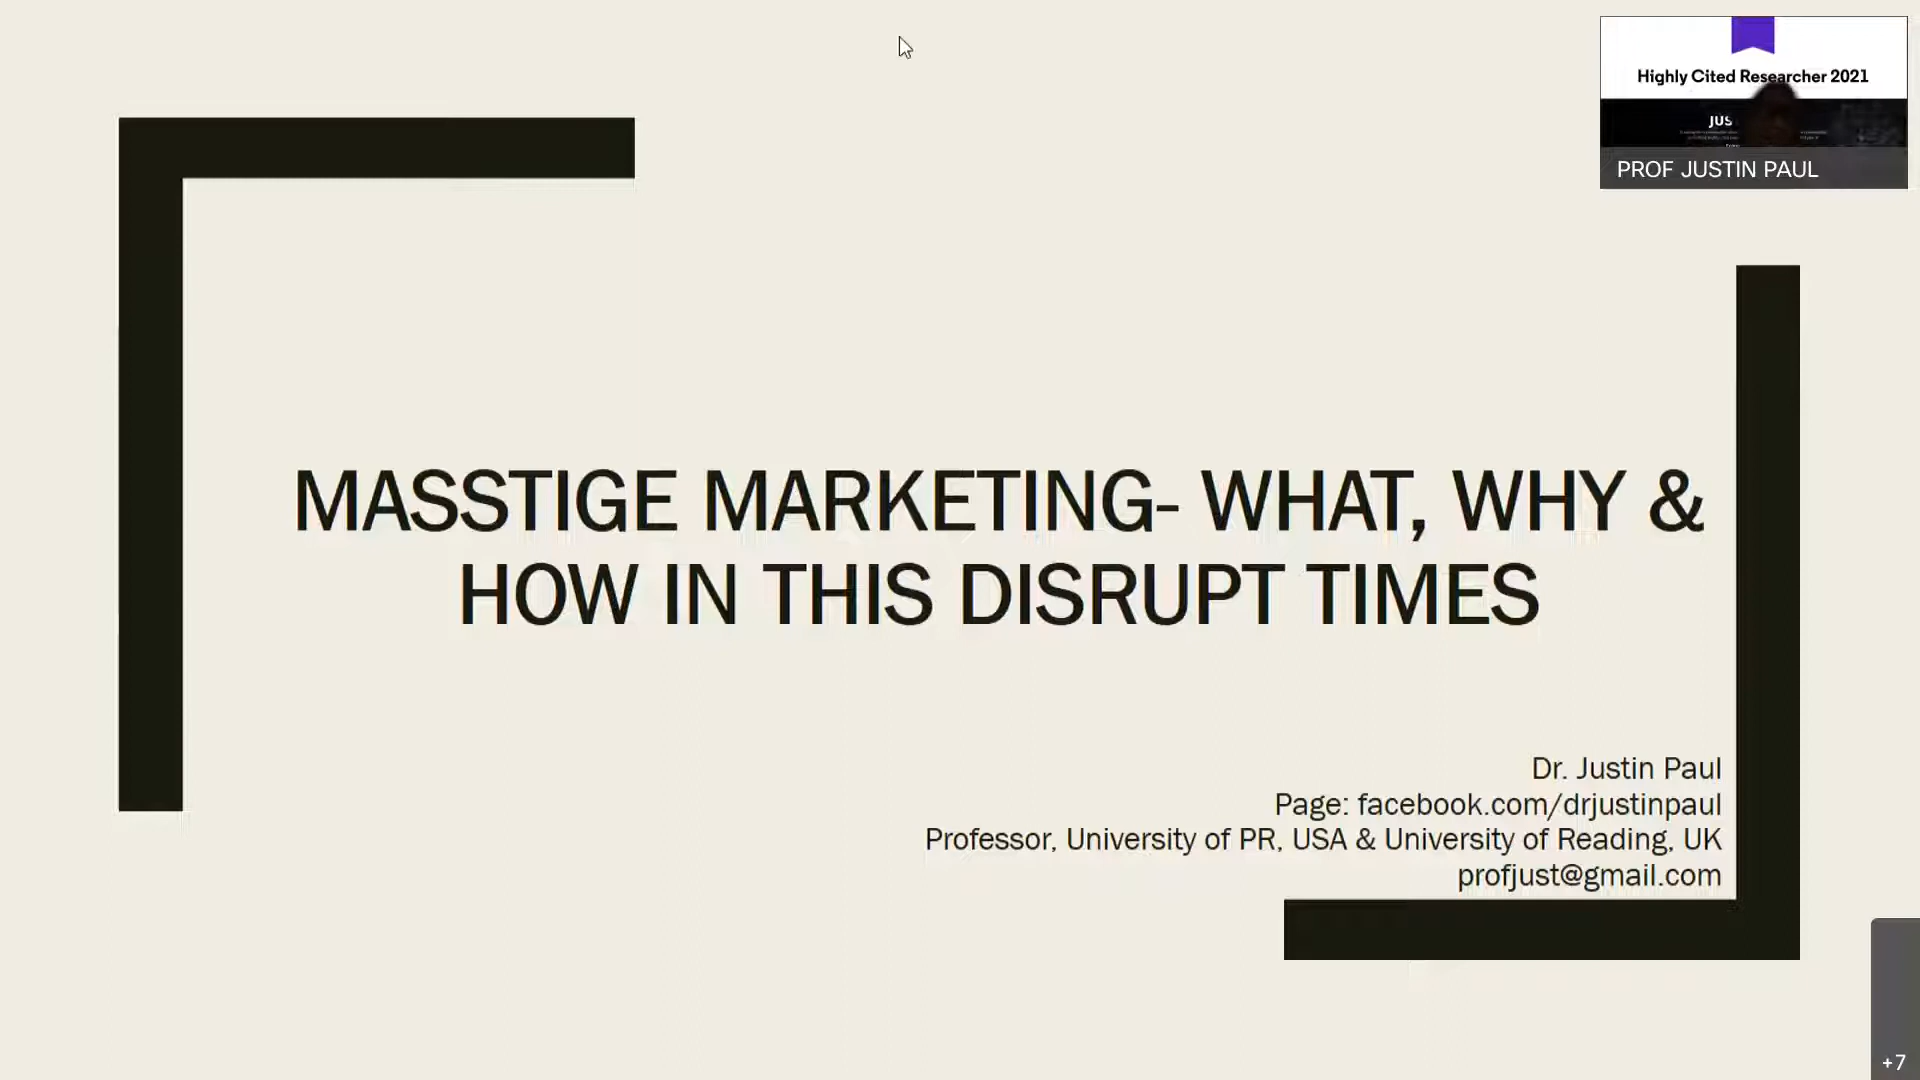 Highly Cited Researcher 2021
JUS
PROF JUSTIN PAUL
MASSTIGE MARKETING- WHAT, WHY &
HOW IN THIS DISRUPT TIMES
Dr. Justin Paul
Page: facebook.com/drjustinpaul
Professor, University of PR, USA & University of Reading, UK
profjust@gmail.com
+7